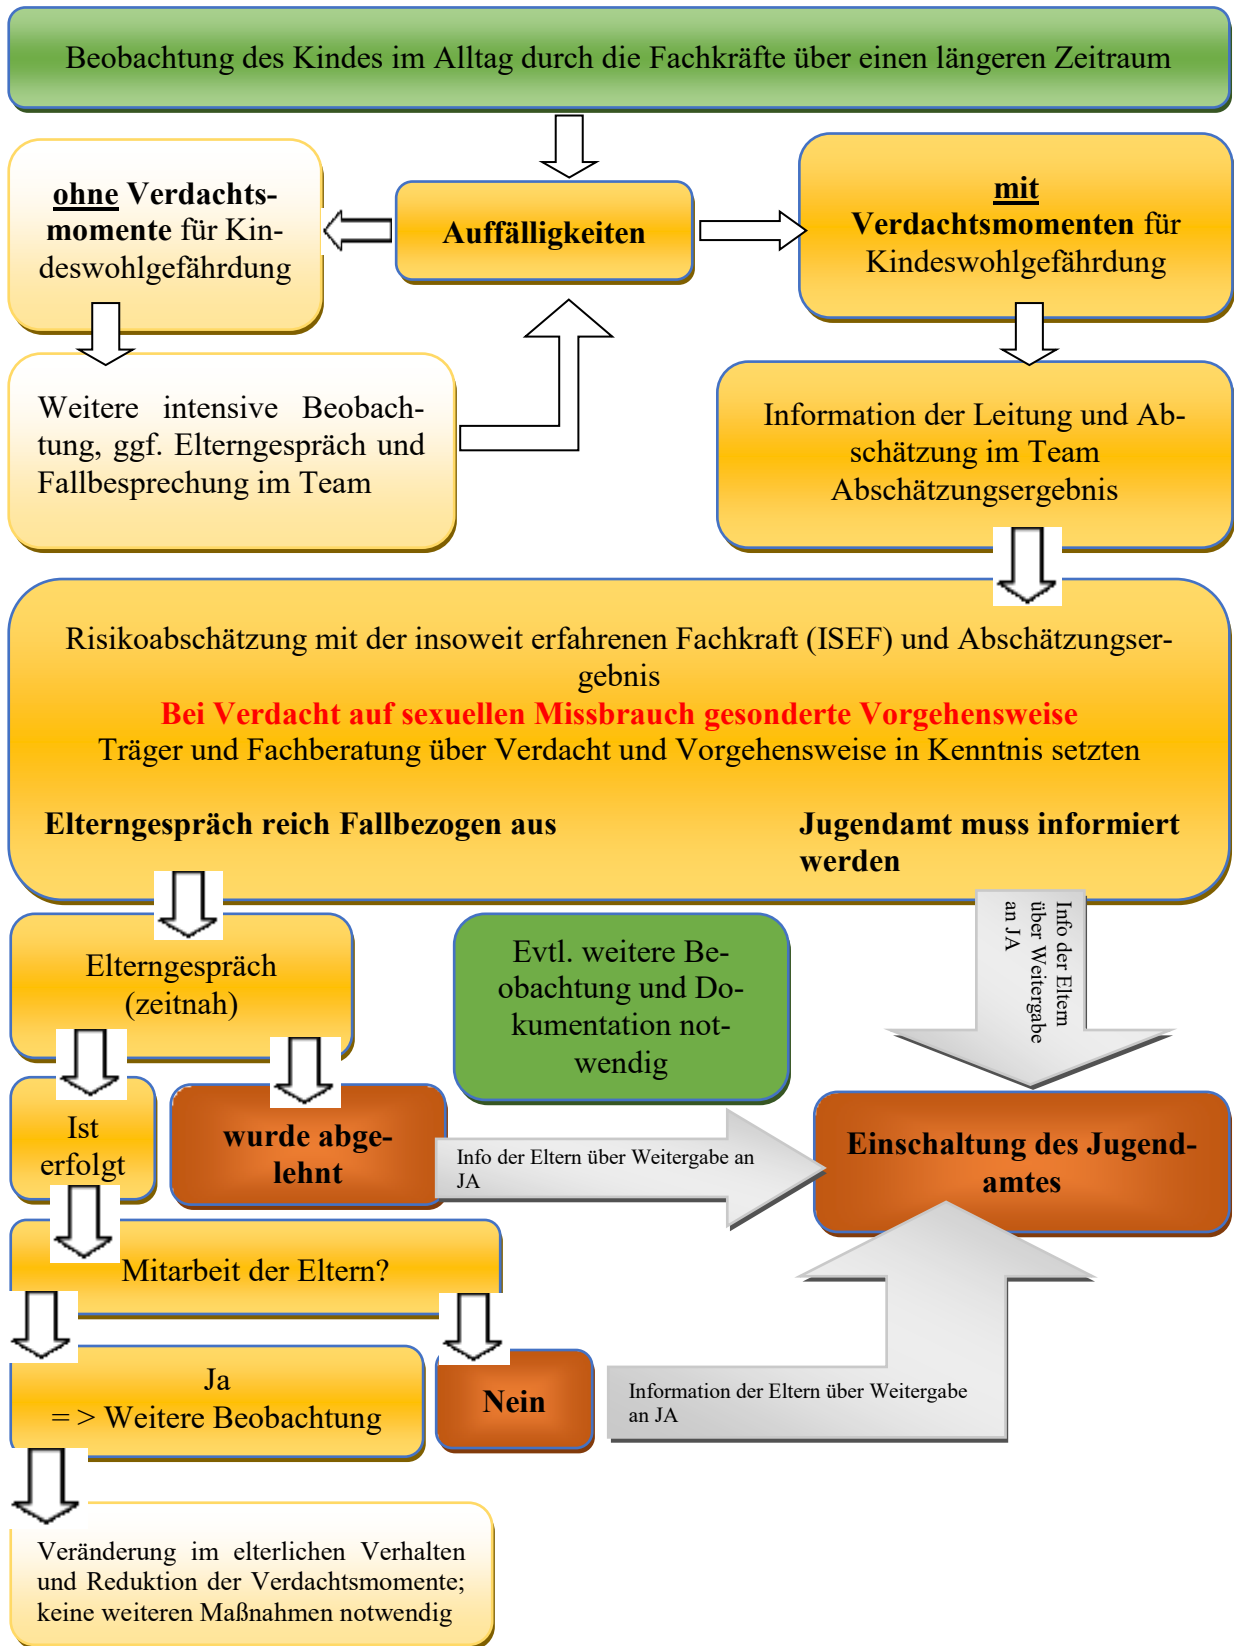 Beobachtung des Kindes im Alltag durch die Fachkräfte über einen längeren Zeitraum
ohne Verdachts-
momente für Kin-
deswohlgefährdung
Auffälligkeiten
mit
Verdachtsmomenten für
Kindeswohlgefährdung
Weitere intensive Beobach-
tung, ggf. Elterngespräch und
Fallbesprechung im Team
Information der Leitung und Ab-
schätzung im Team
Abschätzungsergebnis
Risikoabschätzung mit der insoweit erfahrenen Fachkraft (ISEF) und Abschätzungser-
gebnis
Bei Verdacht auf sexuellen Missbrauch gesonderte Vorgehensweise
Träger und Fachberatung über Verdacht und Vorgehensweise in Kenntnis setzten
Elterngespräch reich Fallbezogen aus
Jugendamt muss informiert
werden
Info der Eltern
über Weitergabe
an JA
Elterngespräch
(zeitnah)
Evtl. weitere Be-
obachtung und Do-
kumentation not-
wendig
Ist
erfolgt
wurde abge-
lehnt
Info der Eltern über Weitergabe an
JA
Einschaltung des Jugend-
amtes
Mitarbeit der Eltern?
Ja
= > Weitere Beobachtung
Nein
Information der Eltern über Weitergabe
an JA
Veränderung im elterlichen Verhalten
und Reduktion der Verdachtsmomente;
keine weiteren Maßnahmen notwendig